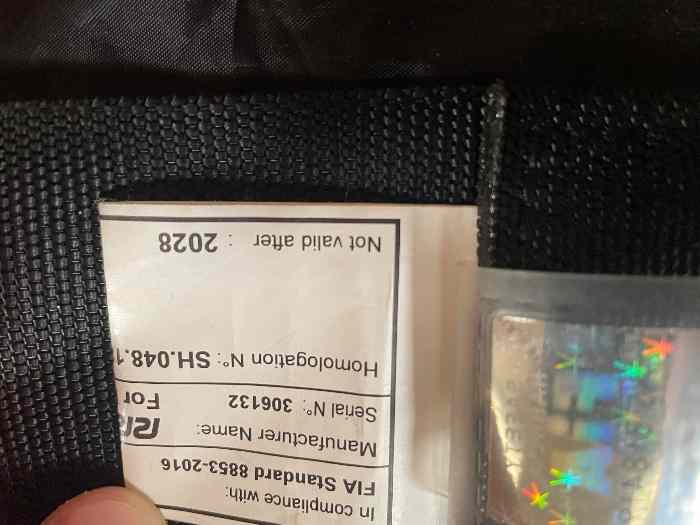 In compliance with:
FIA Standard 8853-2016
Manufacturer Name:
Serial N°: 306132 For
Homologation N°: SH.048.1
Not valid after : 2028